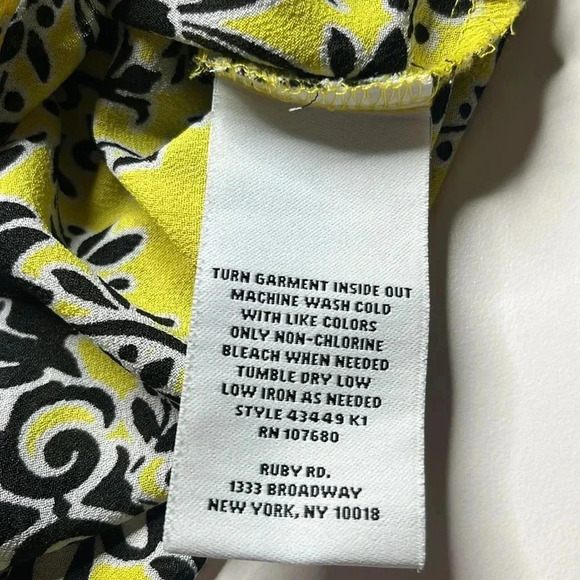 TURN GARMENT INSIDE OUT
MACHINE WASH COLD
WITH LIKE COLORS
ONLY NON-CHLORINE
BLEACH WHEN NEEDED
TUMBLE DRY LOW
LOW IRON AS NEEDED
STYLE 43449 K1
RN 107680
RUBY RD.
1333 BROADWAY
NEW YORK, NY 10018